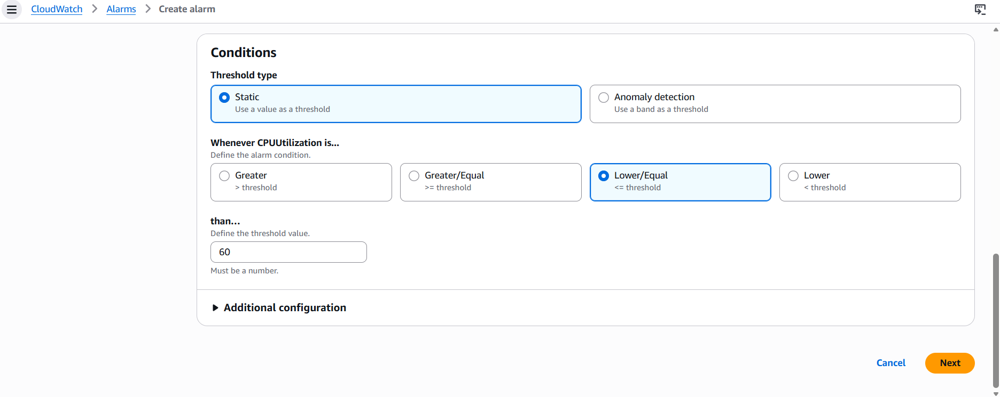 CloudWatch > Alarms > Create alarm
Conditions
Threshold type
Static
Use a value as a threshold
Anomaly detection
Use a band as a threshold
Whenever CPUUtilization is...
Define the alarm condition.
Greater
> threshold
Greater/Equal
>= threshold
Lower/Equal
<= threshold
Lower
< threshold
than...
Define the threshold value.
60
Must be a number.
Additional configuration
Cancel
Next